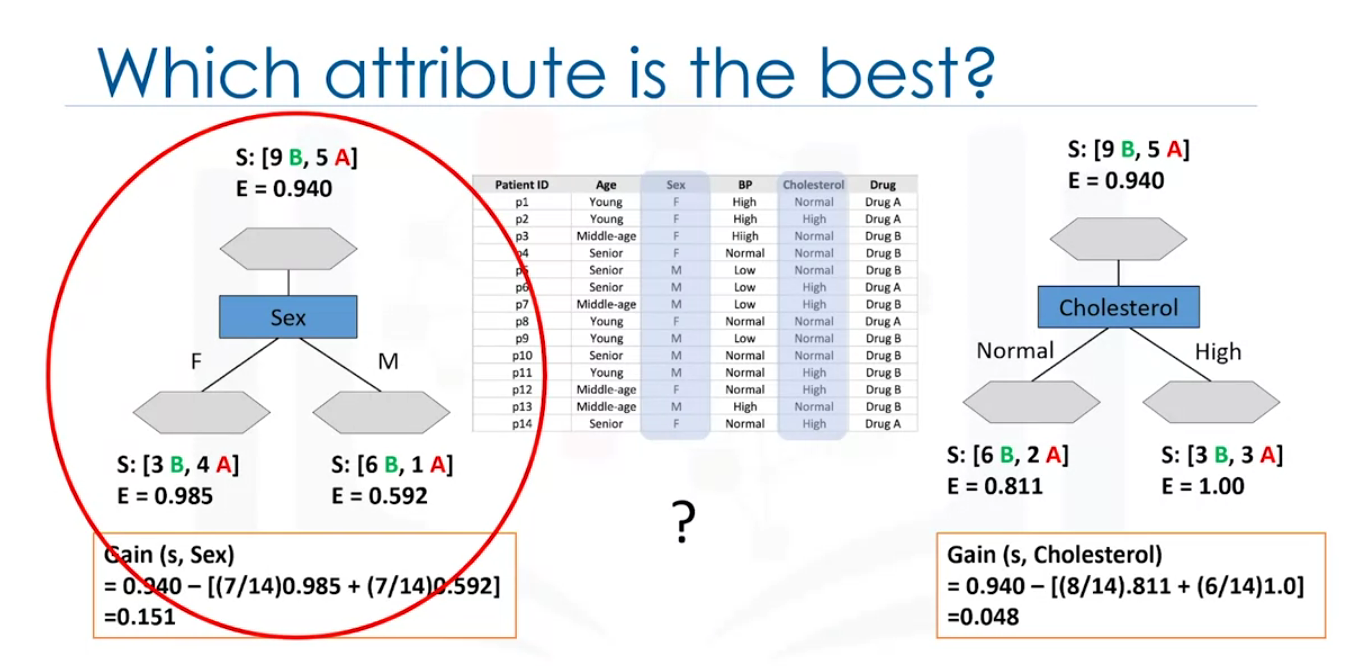 Which attribute is the best?
S: [9 B, 5 A]
E = 0.940
Sex
F
M
S: [3 B, 4 A]
E = 0.985
S: [6 B, 1 A]
E = 0.592
Gain (s, Sex)
= 0.940 – [(7/14)0.985 + (7/14)0.592]
=0.151
Patient ID Age Sex BP Cholesterol Drug
p1 Young F High Normal Drug A
p2 Young F High High Drug A
p3 Middle-age F Hiigh Normal Drug B
p4 Senior F Normal Normal Drug B
p5 Senior M Low Normal Drug B
p6 Senior M Low High Drug A
p7 Middle-age M Low High Drug B
p8 Young F Normal Normal Drug A
p9 Young M Low Normal Drug B
p10 Senior M Normal Normal Drug B
p11 Young M Normal High Drug B
p12 Middle-age F Normal High Drug B
p13 Middle-age M High Normal Drug B
p14 Senior F Normal High Drug A
?
S: [9 B, 5 A]
E = 0.940
Cholesterol
Normal
High
S: [6 B, 2 A]
E = 0.811
S: [3 B, 3 A]
E = 1.00
Gain (s, Cholesterol)
= 0.940 – [(8/14).811 + (6/14)1.0]
=0.048